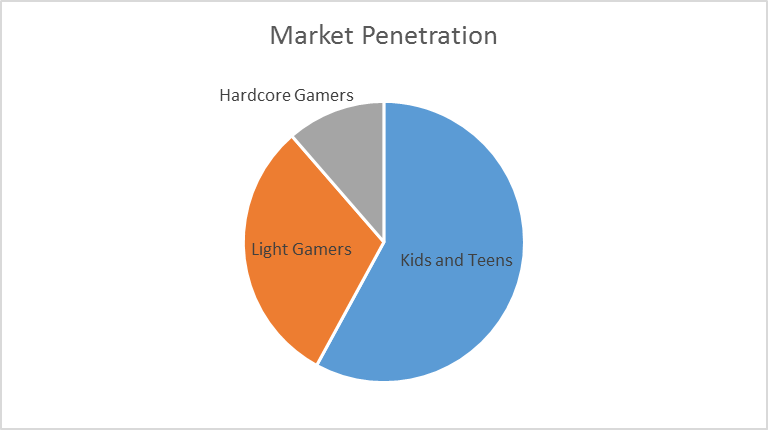 Market Penetration
Hardcore Gamers
Light Gamers
Kids and Teens